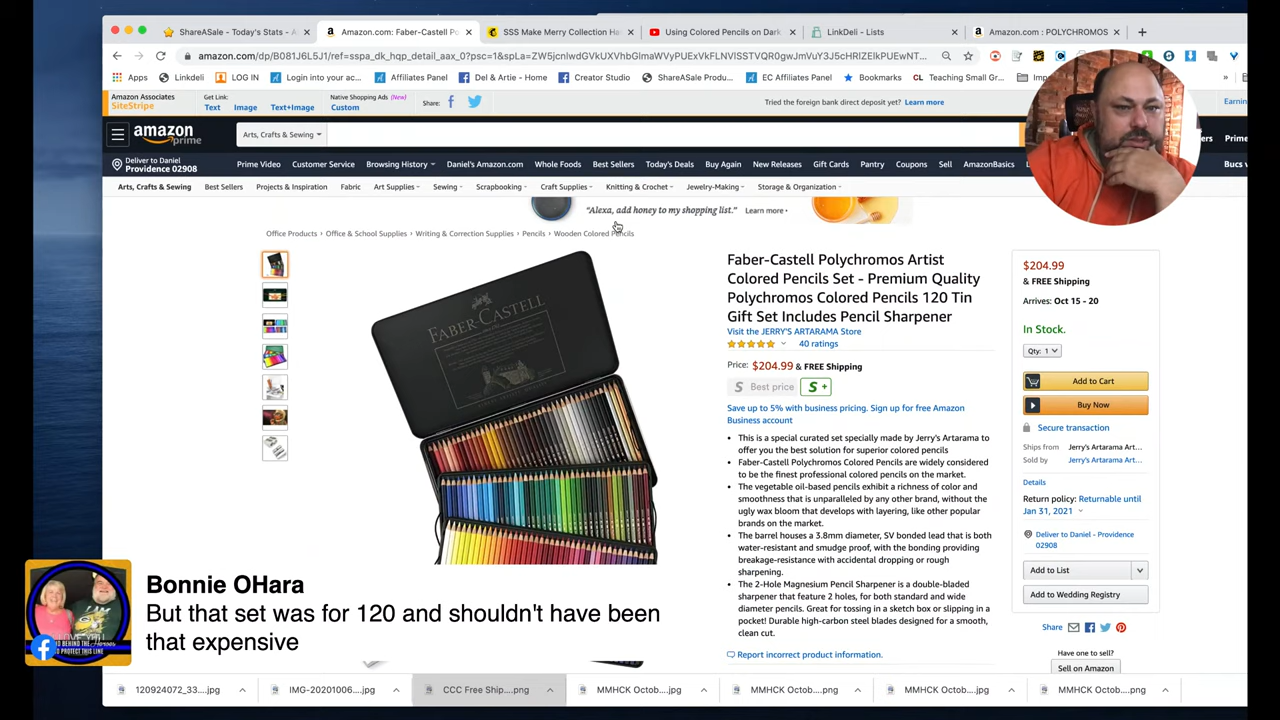 ShareASale - Today's Stats - A
Amazon.com: Faber-Castell Po
SSS Make Merry Collection Ha
Using Colored Pencils on Dark
LinkDeli - Lists
Amazon.com : POLYCHROMOS
amazon.com/dp/B081J6L5J1/ref=sspa_dk_hqp_detail_aax_0?psc=1&spLa=ZW5jcnlwdGVkUXVhbGlmaWVyPUExVkFLNVlSSTVQR0gwJmVuY3J5cHRlZElkPUEwNT...
Apps
Linkdeli
LOG IN
Login into your ac...
Affiliate Panel
Del & Artie - Home
Creator Studio
ShareASale Produ...
EC Affiliates Panel
Bookmarks
Teaching Small Gr...
Amazon Associates
SiteStripe
Get Link:
Text
Image
Text+Image
Native Shopping Ads (New)
Custom
Share:
Tried the foreign bank direct deposit yet? Learn more
Earnin
amazon prime
Arts, Crafts & Sewing
Prime
Deliver to Daniel
Providence 02908
Prime Video
Customer Service
Browsing History
Daniel's Amazon.com
Whole Foods
Best Sellers
Today's Deals
Buy Again
New Releases
Gift Cards
Pantry
Coupons
Sell
AmazonBasics
Bucs v
Arts, Crafts & Sewing
Best Sellers
Projects & Inspiration
Fabric
Art Supplies
Sewing
Scrapbooking
Craft Supplies
Knitting & Crochet
Jewelry-Making
Storage & Organization
“Alexa, add honey to my shopping list.” Learn more
Office Products › Office & School Supplies › Writing & Correction Supplies › Pencils › Wooden Colored Pencils
FABER-CASTELL
Faber-Castell Polychromos Artist
Colored Pencils Set - Premium Quality
Polychromos Colored Pencils 120 Tin
Gift Set Includes Pencil Sharpener
Visit the JERRY'S ARTARAMA Store
40 ratings
Price: $204.99 & FREE Shipping
Best price
S +
Save up to 5% with business pricing. Sign up for free Amazon
Business account
• This is a special curated set specially made by Jerry's Artarama to
offer you the best solution for superior colored pencils
• Faber-Castell Polychromos Colored Pencils are widely considered
to be the finest professional colored pencils on the market.
• The vegetable oil-based pencils exhibit a richness of color and
smoothness that is unparalleled by any other brand, without the
ugly wax bloom that develops with layering, like other popular
brands on the market.
• The barrel houses a 3.8mm diameter, SV bonded lead that is both
water-resistant and smudge proof, with the bonding providing
breakage-resistance with accidental dropping or rough
sharpening.
• The 2-Hole Magnesium Pencil Sharpener is a double-bladed
sharpener that feature 2 holes, for both standard and wide
diameter pencils. Great for tossing in a sketch box or slipping in a
pocket! Durable high-carbon steel blades designed for a smooth,
clean cut.
Report incorrect product information.
$204.99
& FREE Shipping
Arrives: Oct 15 - 20
In Stock.
Qty: 1
Add to Cart
Buy Now
Secure transaction
Ships from Jerry's Artarama Art...
Sold by Jerry's Artarama Art...
Details
Return policy: Returnable until
Jan 31, 2021
Deliver to Daniel - Providence
02908
Add to List
Add to Wedding Registry
Share
Have one to sell?
Sell on Amazon
Bonnie OHara
But that set was for 120 and shouldn't have been
that expensive
120924072_33....jpg
IMG-20201006....jpg
CCC Free Ship....png
MMHCK Octob....jpg
MMHCK Octob....png
MMHCK Octob....jpg
MMHCK Octob....png